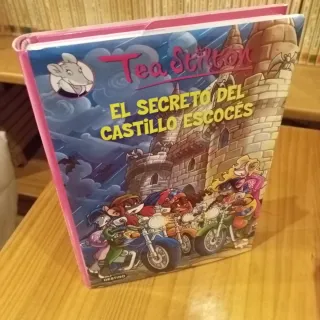 Tea Stilton
EL SECRETO DEL
CASTILLO ESCOCÉS